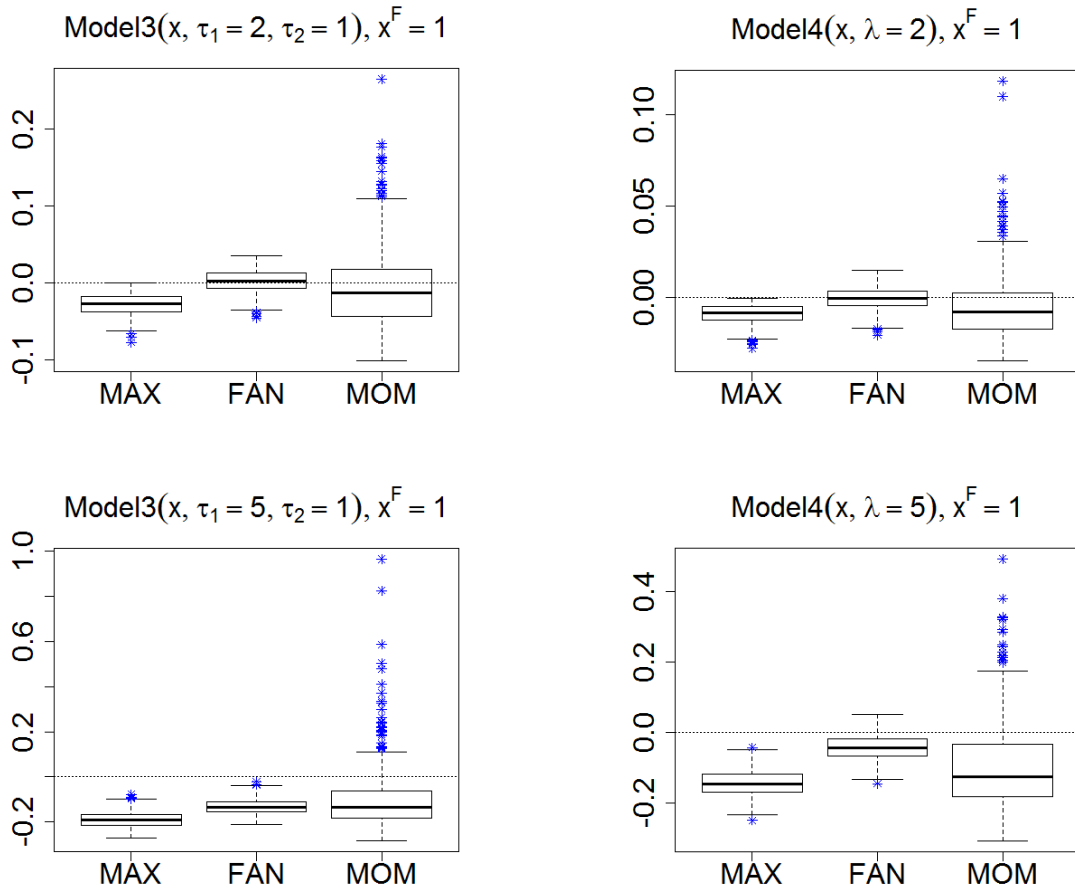 Model3(x, τ₁ = 2, τ₂ = 1), xᶠ = 1
0.2
0.1
0.0
-0.1
MAX FAN MOM
Model4(x, λ = 2), xᶠ = 1
0.10
0.05
0.00
MAX FAN MOM
Model3(x, τ₁ = 5, τ₂ = 1), xᶠ = 1
1.0
0.6
0.2
-0.2
MAX FAN MOM
Model4(x, λ = 5), xᶠ = 1
0.4
0.2
0.0
-0.2
MAX FAN MOM